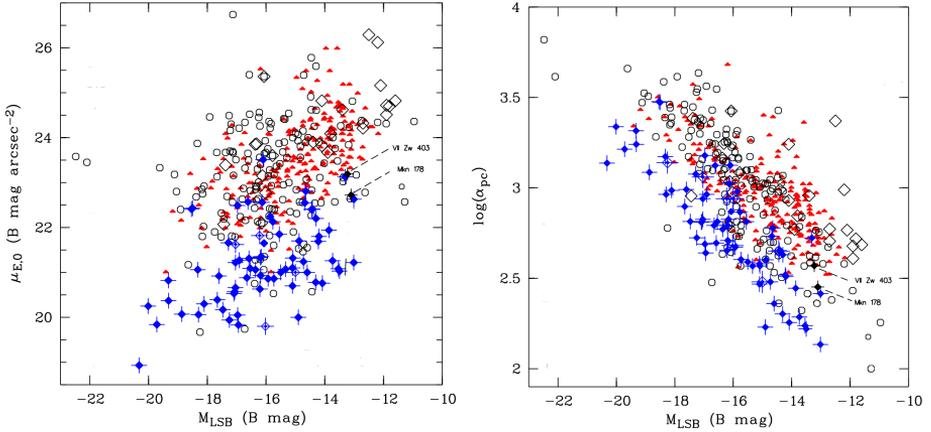 26
24
22
20
μE,0 (B mag arcsec−2)
VII Zw 403
Mkn 178
−22 −20 −18 −16 −14 −12 −10
MLSB (B mag)
4
3.5
3
2.5
2
log(αpc)
VII Zw 403
Mkn 178
−22 −20 −18 −16 −14 −12 −10
MLSB (B mag)